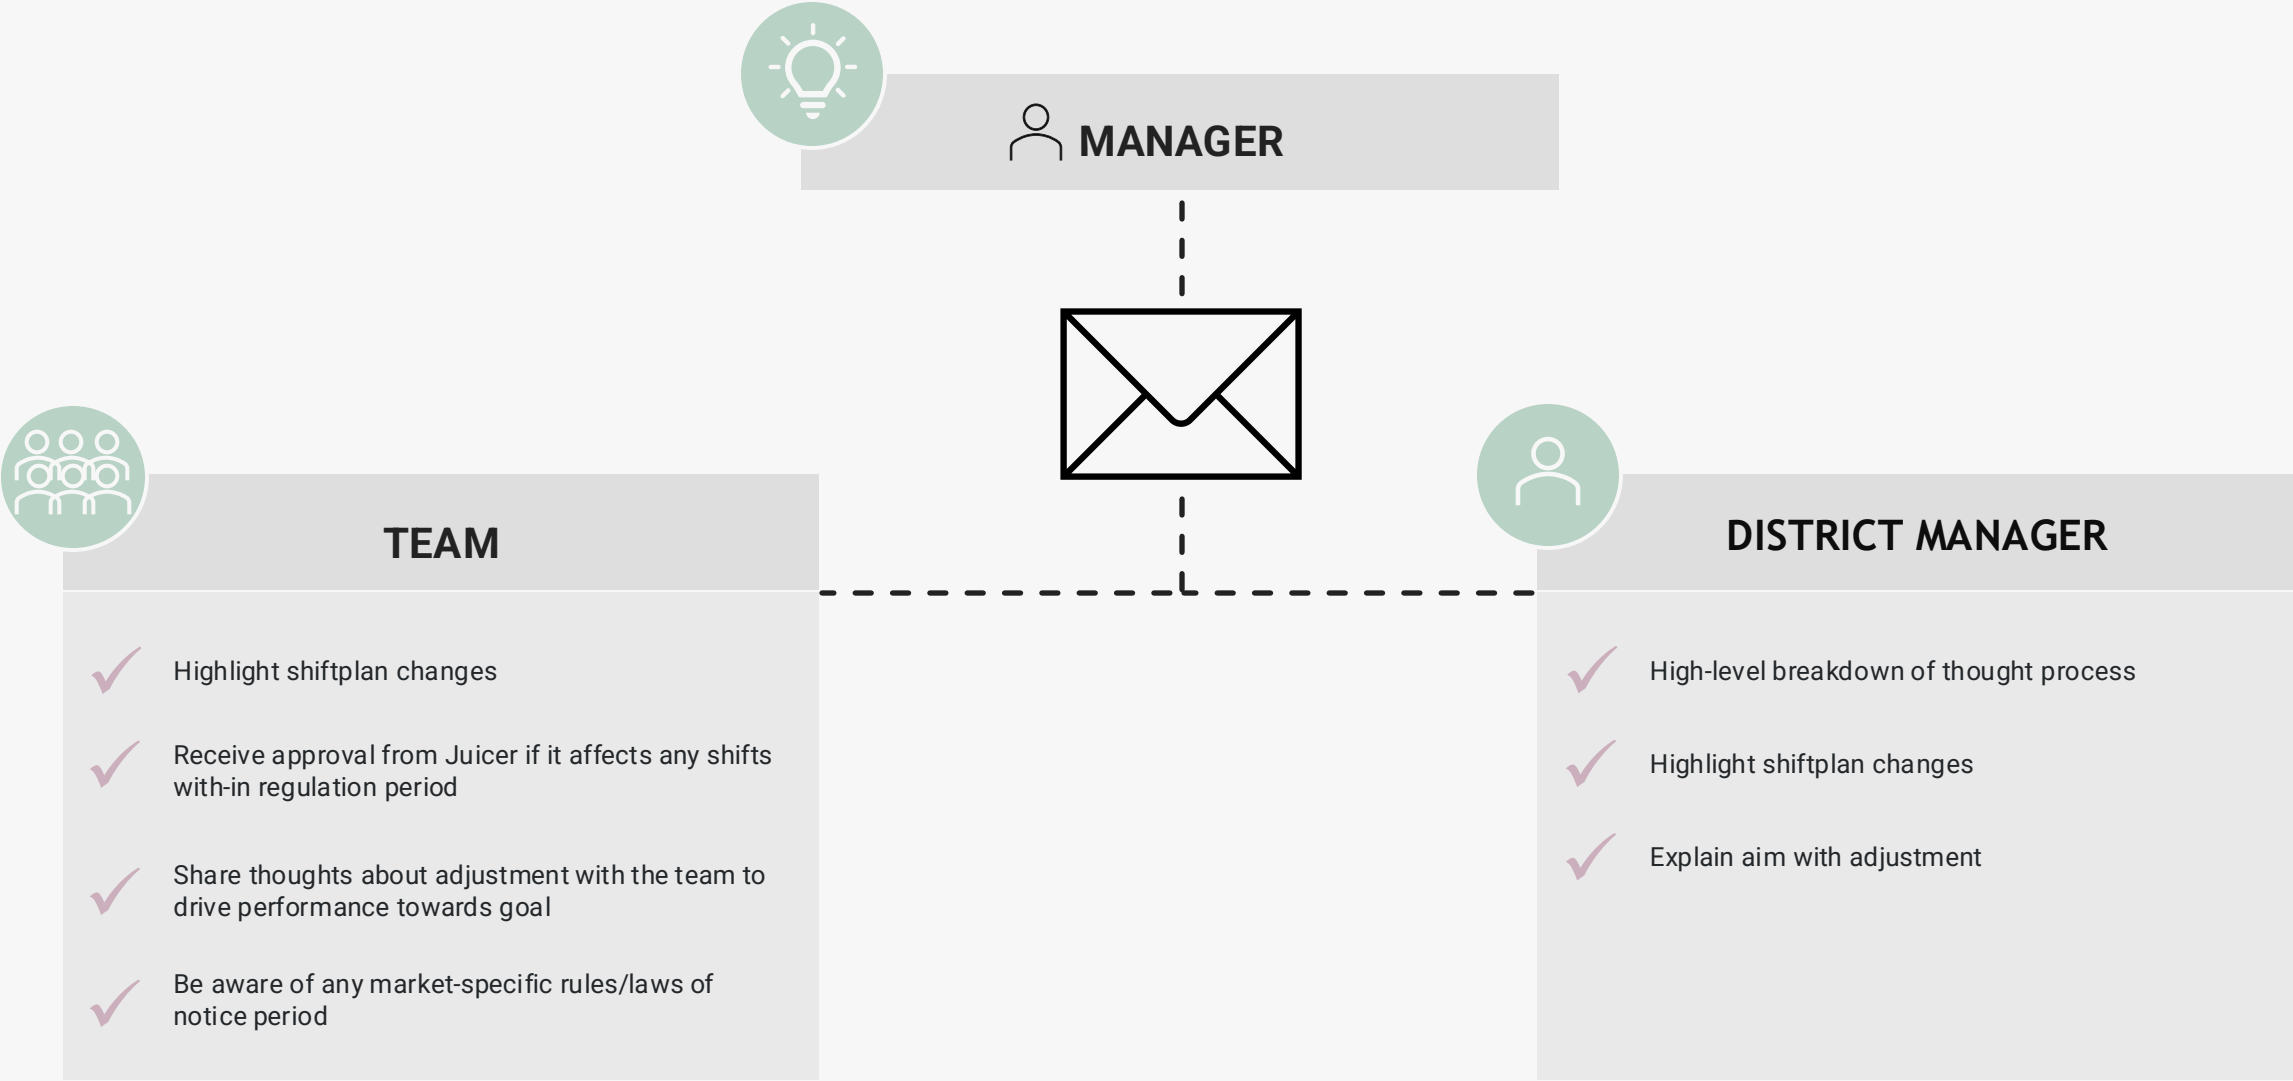 MANAGER
TEAM
Highlight shiftplan changes
Receive approval from Juicer if it affects any shifts
with-in regulation period
Share thoughts about adjustment with the team to
drive performance towards goal
Be aware of any market-specific rules/laws of
notice period
DISTRICT MANAGER
High-level breakdown of thought process
Highlight shiftplan changes
Explain aim with adjustment